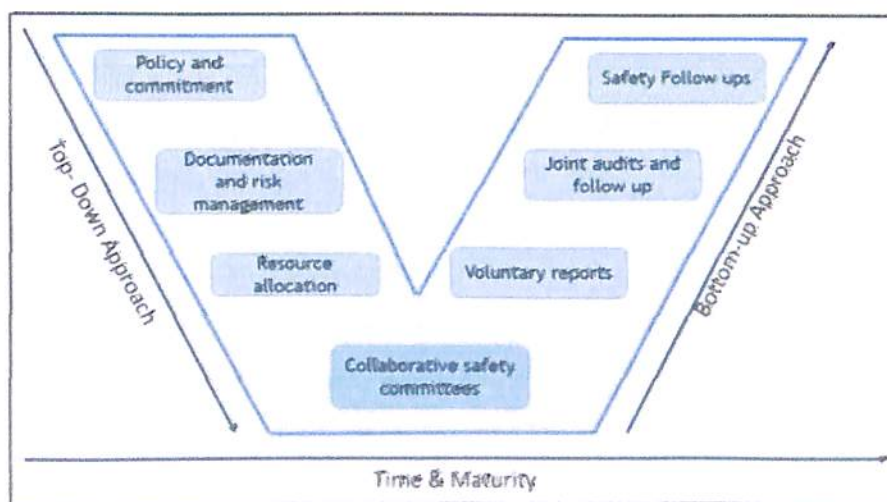 Policy and
commitment
Safety Follow ups
Documentation
and risk
management
Joint audits and
follow up
Resource
allocation
Voluntary reports
Collaborative safety
committees
Top- Down Approach
Bottom-up Approach
Time & Maturity